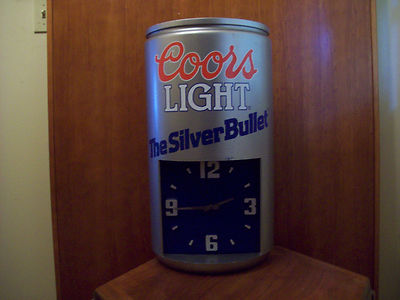 Coors
LIGHT
The Silver Bullet
12
9 3
6